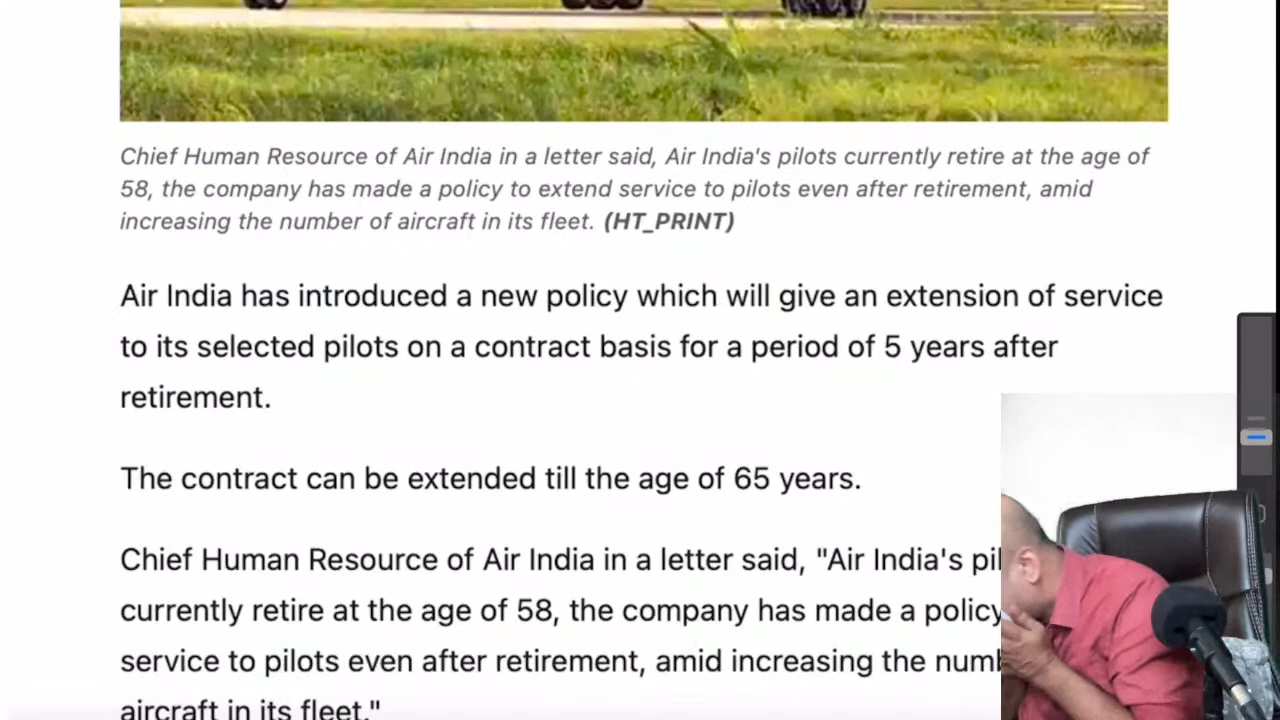 Chief Human Resource of Air India in a letter said, Air India's pilots currently retire at the age of
58, the company has made a policy to extend service to pilots even after retirement, amid
increasing the number of aircraft in its fleet. (HT_PRINT)
Air India has introduced a new policy which will give an extension of service
to its selected pilots on a contract basis for a period of 5 years after
retirement.
The contract can be extended till the age of 65 years.
Chief Human Resource of Air India in a letter said, "Air India's
currently retire at the age of 58, the company has made a policy
service to pilots even after retirement, amid increasing the
aircraft in its fleet."